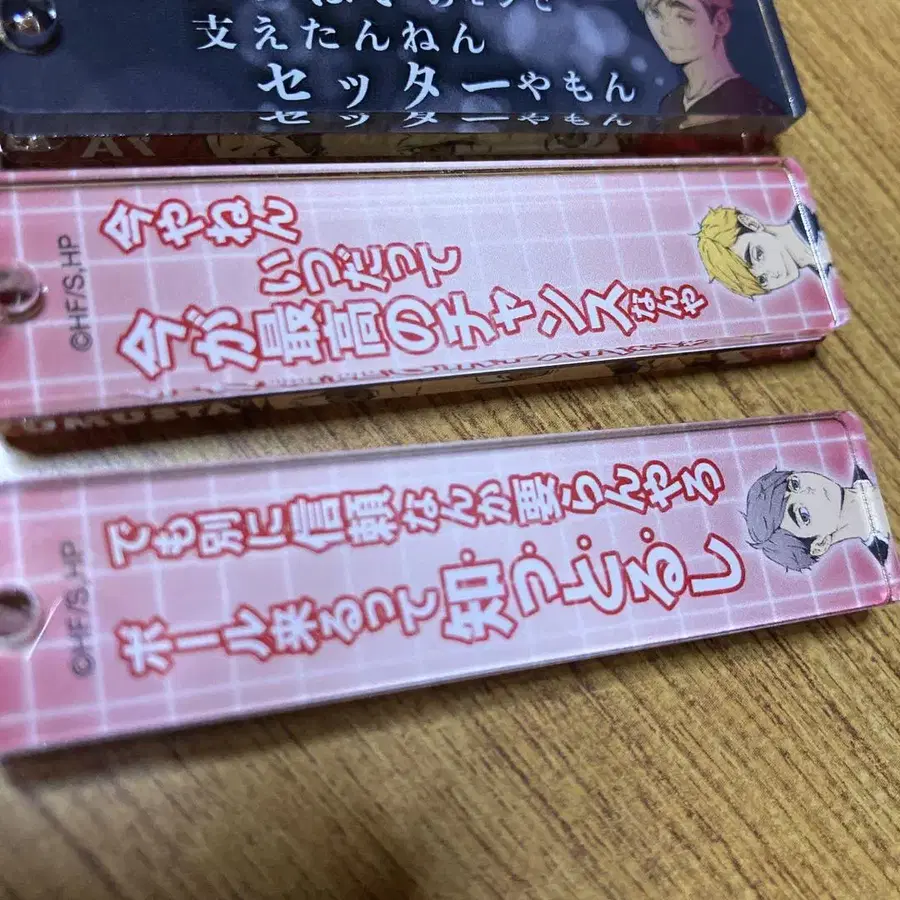 支えたんねん
セッターやもん
今やねん
いつだって
今が最高のチャンスなんや
©HF/S,HP
でも別に信頼なんか要らんやろ
ボール来るって知っとるし
©HF/S,HP